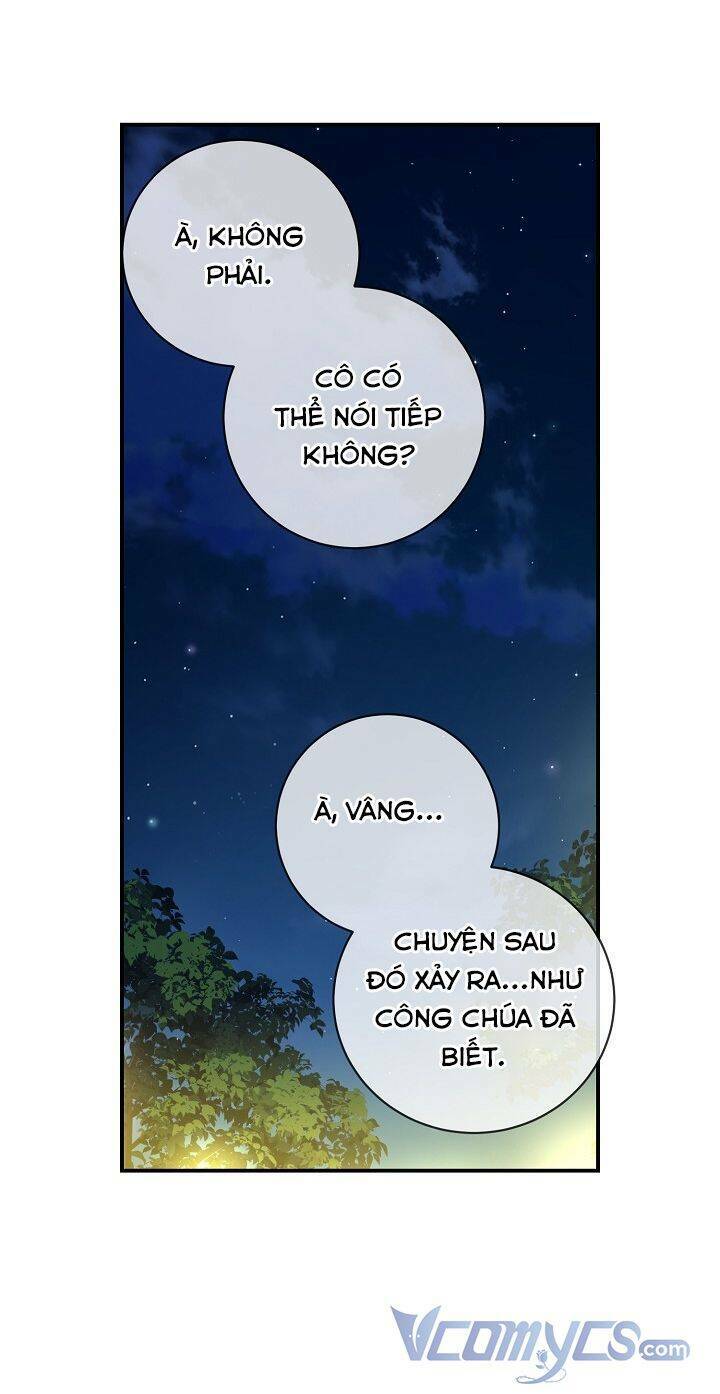 À, KHÔNG
PHẢI.
CÔ CÓ
THỂ NÓI TIẾP
KHÔNG?
À, VÂNG...
CHUYỆN SAU
ĐÓ XẢY RA...NHƯ
CÔNG CHÚA ĐÃ
BIẾT.
VCOMYCS.com